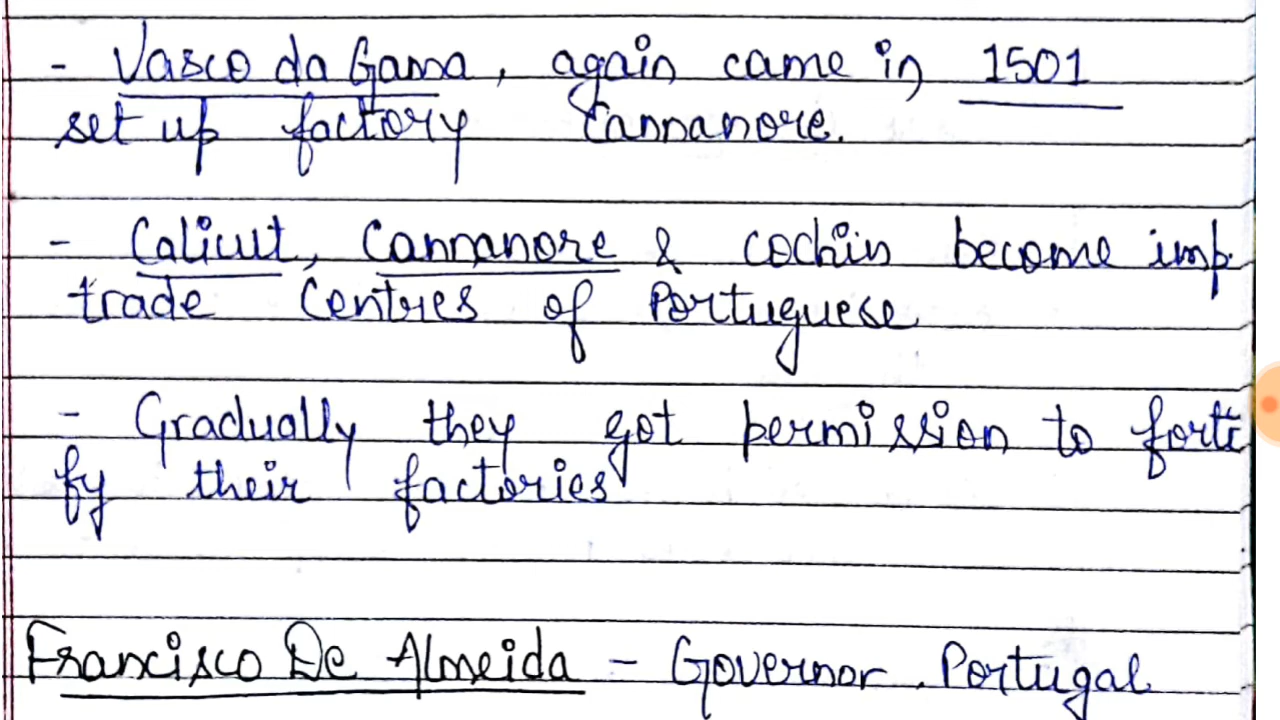 - Vasco da Gama, again came in 1501
set up factory Cannanore.
- Calicut, Cannanore & cochin become imp.
trade Centres of Portuguese
- Gradually they got permission to forti
fy their factories
Francisco De Almeida - Governor. Portugal